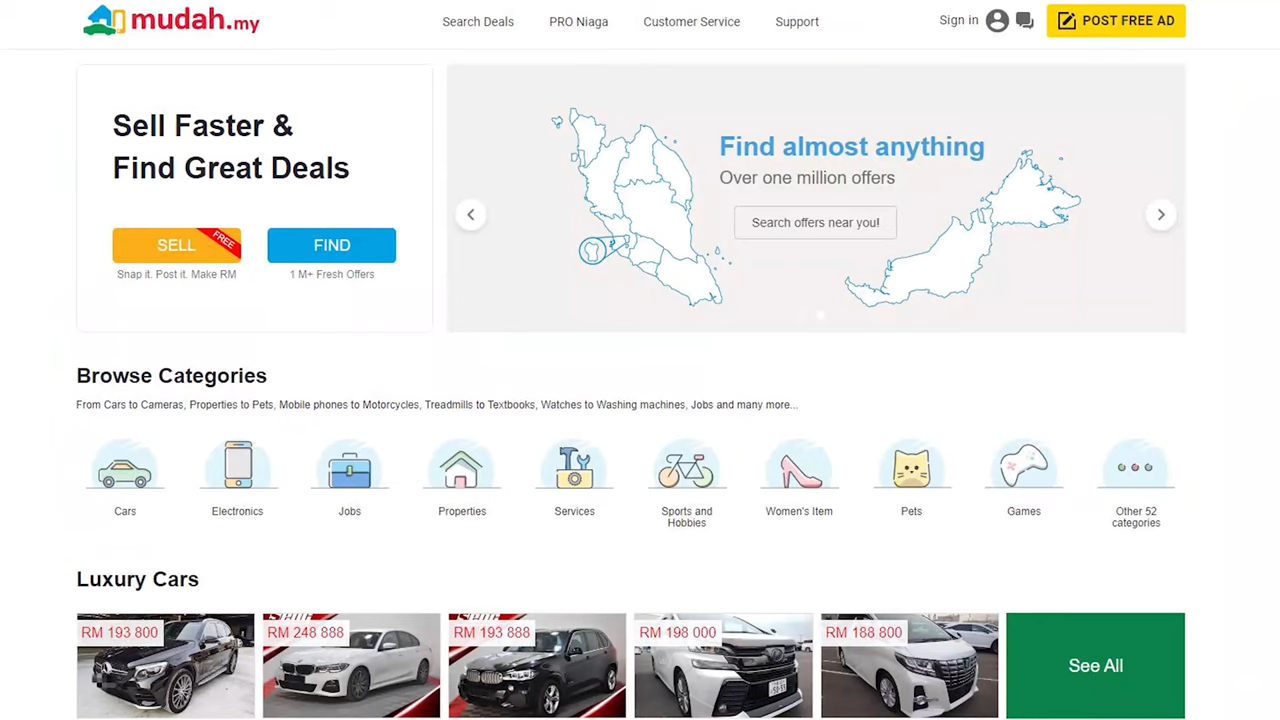 mudah.my
Search Deals
PRO Niaga
Customer Service
Support
Sign in
POST FREE AD
Sell Faster &
Find Great Deals
SELL
FREE
FIND
Snap it. Post it. Make RM
1 M+ Fresh Offers
Find almost anything
Over one million offers
Search offers near you!
Browse Categories
From Cars to Cameras, Properties to Pets, Mobile phones to Motorcycles, Treadmills to Textbooks, Watches to Washing machines, Jobs and many more...
Cars
Electronics
Jobs
Properties
Services
Sports and
Hobbies
Women's Item
Pets
Games
Other 52
categories
Luxury Cars
RM 193 800
RM 248 888
RM 193 888
RM 198 000
RM 188 800
See All